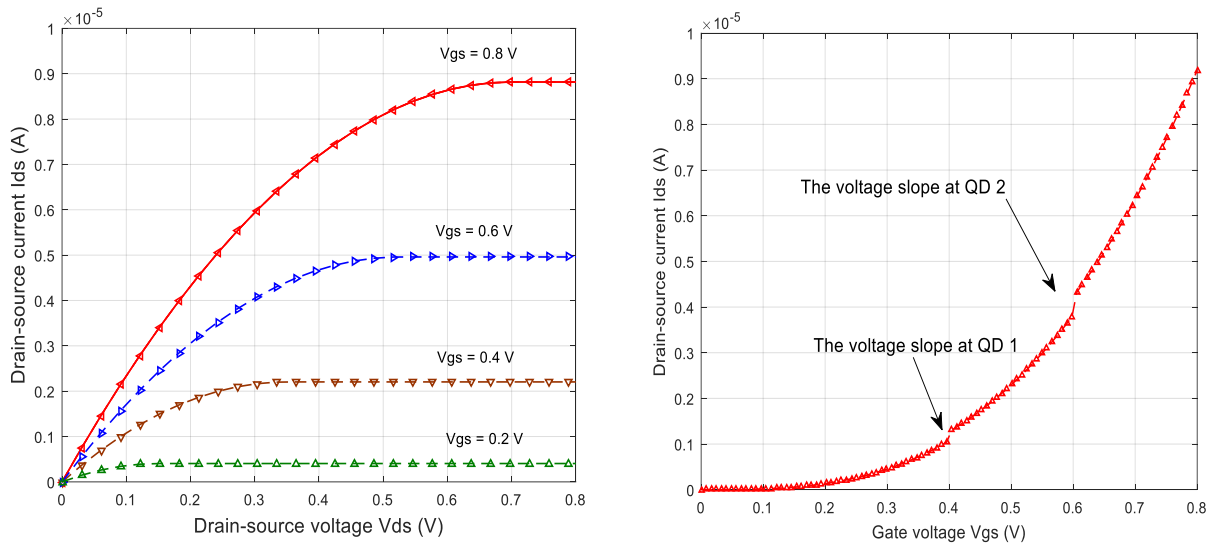 ×10-5
1
0.9
0.8
0.7
0.6
0.5
0.4
0.3
0.2
0.1
0
Drain-source current Ids (A)
Vgs = 0.8 V
Vgs = 0.6 V
Vgs = 0.4 V
Vgs = 0.2 V
0 0.1 0.2 0.3 0.4 0.5 0.6 0.7 0.8
Drain-source voltage Vds (V)
×10-5
1
0.9
0.8
0.7
0.6
0.5
0.4
0.3
0.2
0.1
0
Drain-source current Ids (A)
The voltage slope at QD 2
The voltage slope at QD 1
0 0.1 0.2 0.3 0.4 0.5 0.6 0.7 0.8
Gate voltage Vgs (V)